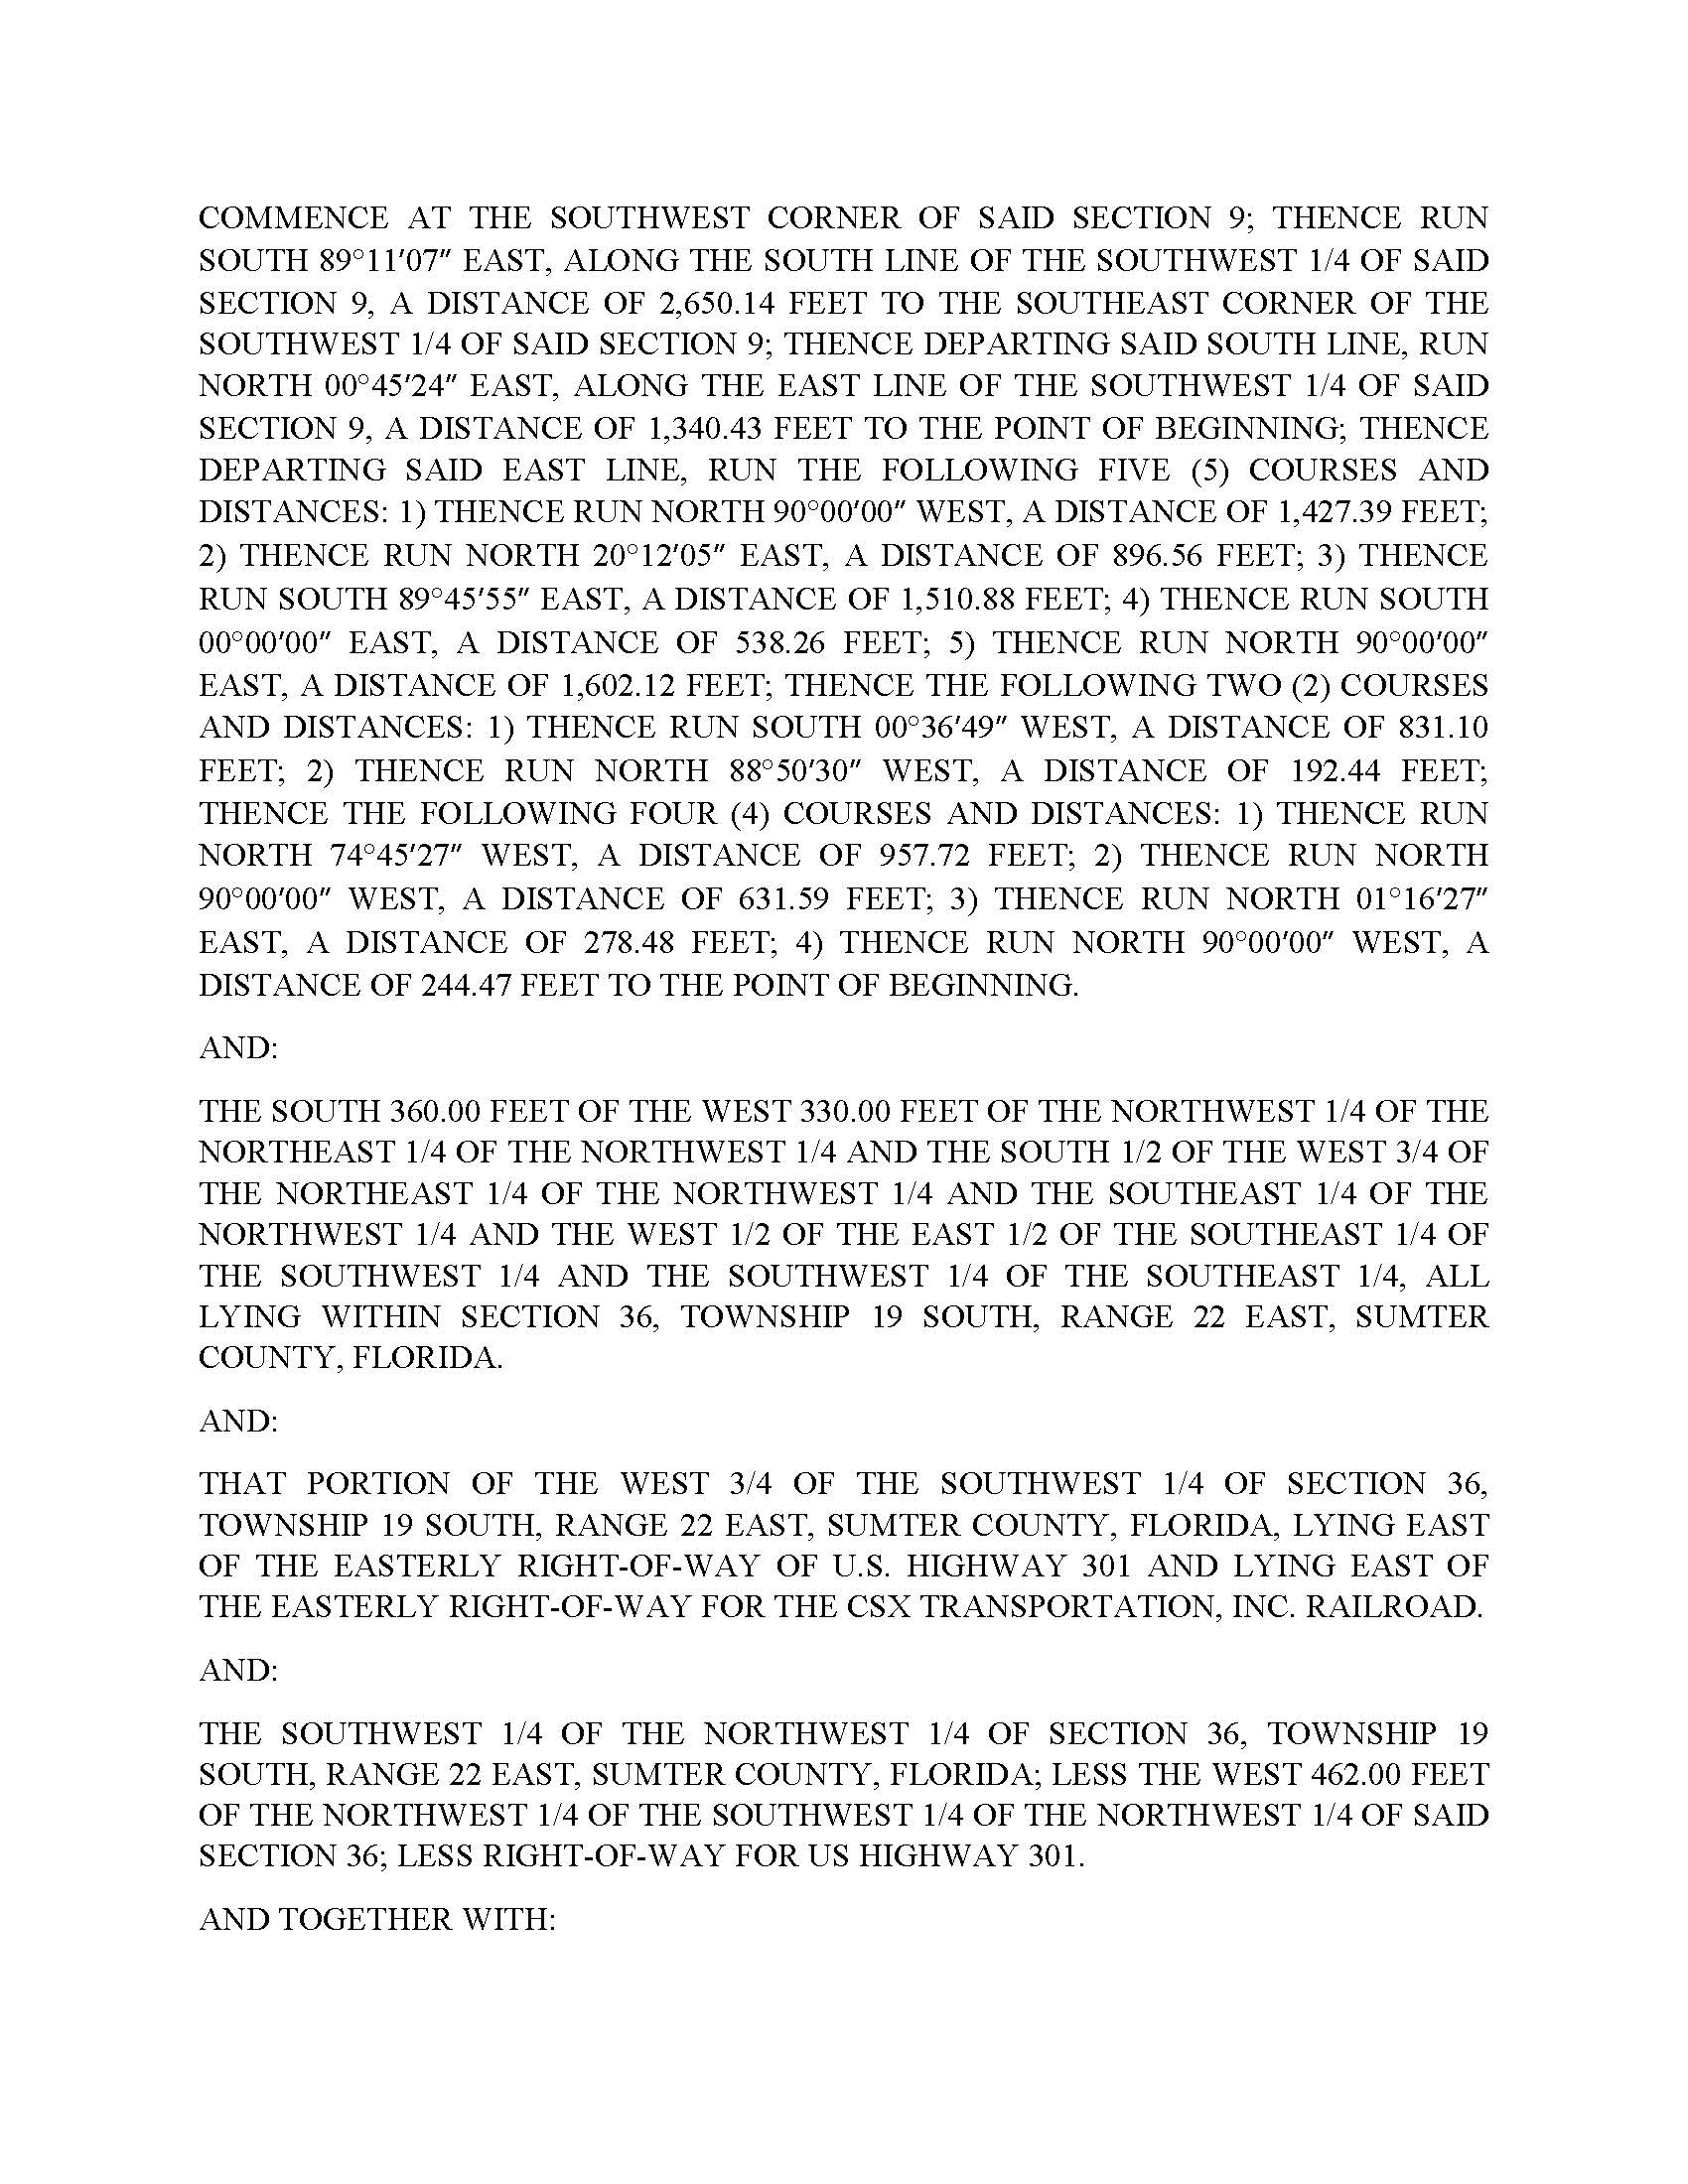 COMMENCE AT THE SOUTHWEST CORNER OF SAID SECTION 9; THENCE RUN
SOUTH 89°11′07″ EAST, ALONG THE SOUTH LINE OF THE SOUTHWEST 1/4 OF SAID
SECTION 9, A DISTANCE OF 2,650.14 FEET TO THE SOUTHEAST CORNER OF THE
SOUTHWEST 1/4 OF SAID SECTION 9; THENCE DEPARTING SAID SOUTH LINE, RUN
NORTH 00°45′24″ EAST, ALONG THE EAST LINE OF THE SOUTHWEST 1/4 OF SAID
SECTION 9, A DISTANCE OF 1,340.43 FEET TO THE POINT OF BEGINNING; THENCE
DEPARTING SAID EAST LINE, RUN THE FOLLOWING FIVE (5) COURSES AND
DISTANCES: 1) THENCE RUN NORTH 90°00′00″ WEST, A DISTANCE OF 1,427.39 FEET;
2) THENCE RUN NORTH 20°12′05″ EAST, A DISTANCE OF 896.56 FEET; 3) THENCE
RUN SOUTH 89°45′55″ EAST, A DISTANCE OF 1,510.88 FEET; 4) THENCE RUN SOUTH
00°00′00″ EAST, A DISTANCE OF 538.26 FEET; 5) THENCE RUN NORTH 90°00′00″
EAST, A DISTANCE OF 1,602.12 FEET; THENCE THE FOLLOWING TWO (2) COURSES
AND DISTANCES: 1) THENCE RUN SOUTH 00°36′49″ WEST, A DISTANCE OF 831.10
FEET; 2) THENCE RUN NORTH 88°50′30″ WEST, A DISTANCE OF 192.44 FEET;
THENCE THE FOLLOWING FOUR (4) COURSES AND DISTANCES: 1) THENCE RUN
NORTH 74°45′27″ WEST, A DISTANCE OF 957.72 FEET; 2) THENCE RUN NORTH
90°00′00″ WEST, A DISTANCE OF 631.59 FEET; 3) THENCE RUN NORTH 01°16′27″
EAST, A DISTANCE OF 278.48 FEET; 4) THENCE RUN NORTH 90°00′00″ WEST, A
DISTANCE OF 244.47 FEET TO THE POINT OF BEGINNING.
AND:
THE SOUTH 360.00 FEET OF THE WEST 330.00 FEET OF THE NORTHWEST 1/4 OF THE
NORTHEAST 1/4 OF THE NORTHWEST 1/4 AND THE SOUTH 1/2 OF THE WEST 3/4 OF
THE NORTHEAST 1/4 OF THE NORTHWEST 1/4 AND THE SOUTHEAST 1/4 OF THE
NORTHWEST 1/4 AND THE WEST 1/2 OF THE EAST 1/2 OF THE SOUTHEAST 1/4 OF
THE SOUTHWEST 1/4 AND THE SOUTHWEST 1/4 OF THE SOUTHEAST 1/4, ALL
LYING WITHIN SECTION 36, TOWNSHIP 19 SOUTH, RANGE 22 EAST, SUMTER
COUNTY, FLORIDA.
AND:
THAT PORTION OF THE WEST 3/4 OF THE SOUTHWEST 1/4 OF SECTION 36,
TOWNSHIP 19 SOUTH, RANGE 22 EAST, SUMTER COUNTY, FLORIDA, LYING EAST
OF THE EASTERLY RIGHT-OF-WAY OF U.S. HIGHWAY 301 AND LYING EAST OF
THE EASTERLY RIGHT-OF-WAY FOR THE CSX TRANSPORTATION, INC. RAILROAD.
AND:
THE SOUTHWEST 1/4 OF THE NORTHWEST 1/4 OF SECTION 36, TOWNSHIP 19
SOUTH, RANGE 22 EAST, SUMTER COUNTY, FLORIDA; LESS THE WEST 462.00 FEET
OF THE NORTHWEST 1/4 OF THE SOUTHWEST 1/4 OF THE NORTHWEST 1/4 OF SAID
SECTION 36; LESS RIGHT-OF-WAY FOR US HIGHWAY 301.
AND TOGETHER WITH: